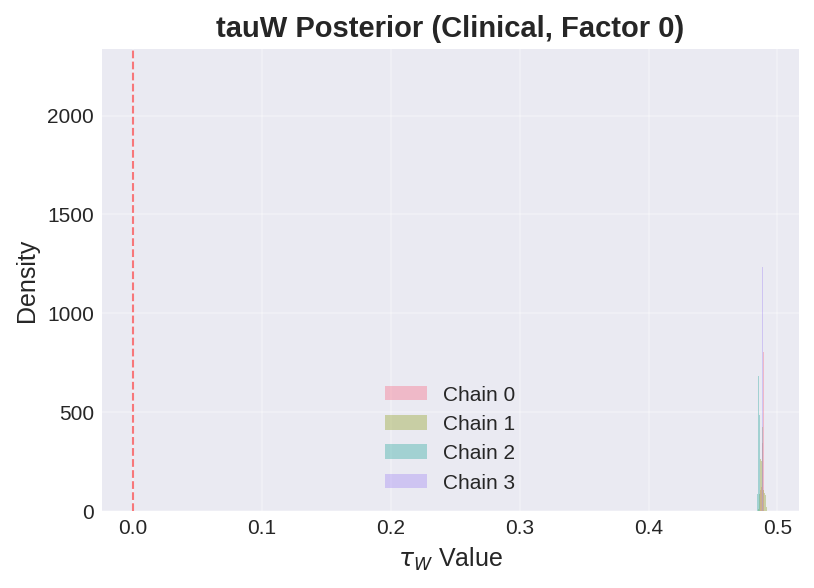 tauW Posterior (Clinical, Factor 0)
2000
1500
1000
500
0
Density
Chain 0
Chain 1
Chain 2
Chain 3
0.0 0.1 0.2 0.3 0.4 0.5
τW Value